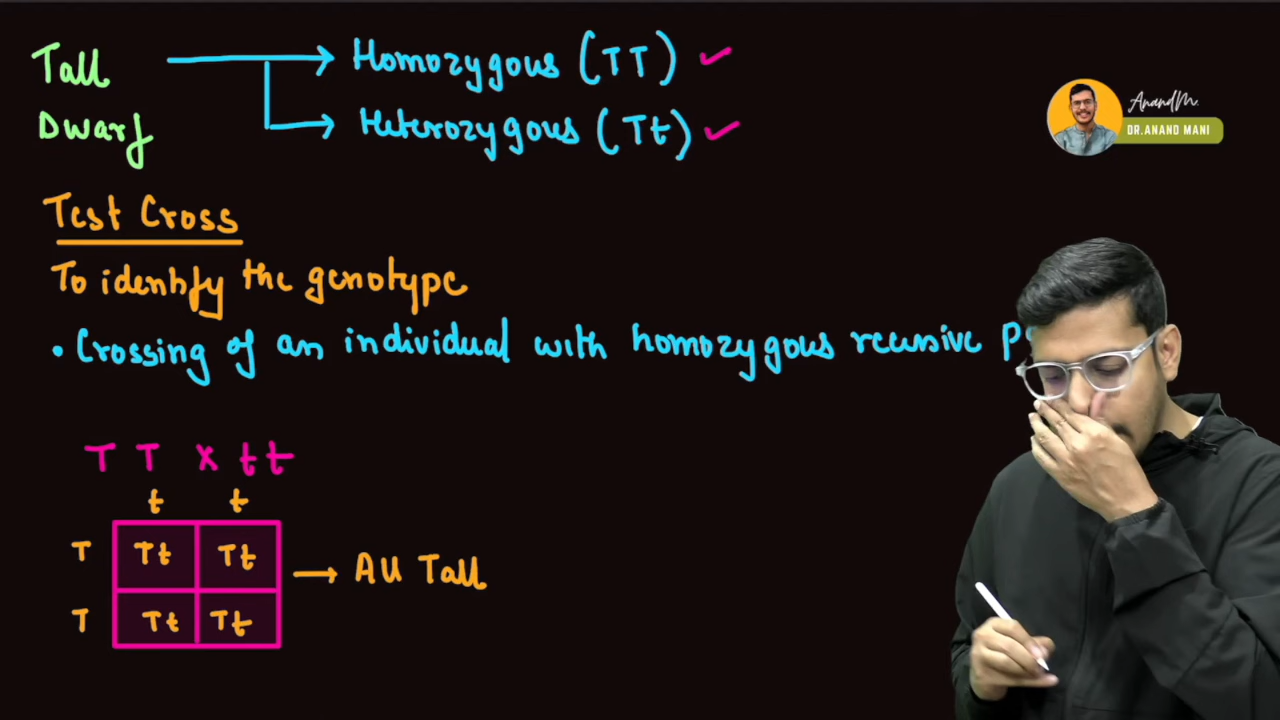 Tall → Homozygous (TT) ✓
Dwarf → Heterozygous (Tt) ✓
AnandM.
DR.ANAND MANI
Test Cross
To identify the genotype
• Crossing of an individual with homozygous recessive
T T x t t
t t
T Tt Tt
→ All Tall
T Tt Tt